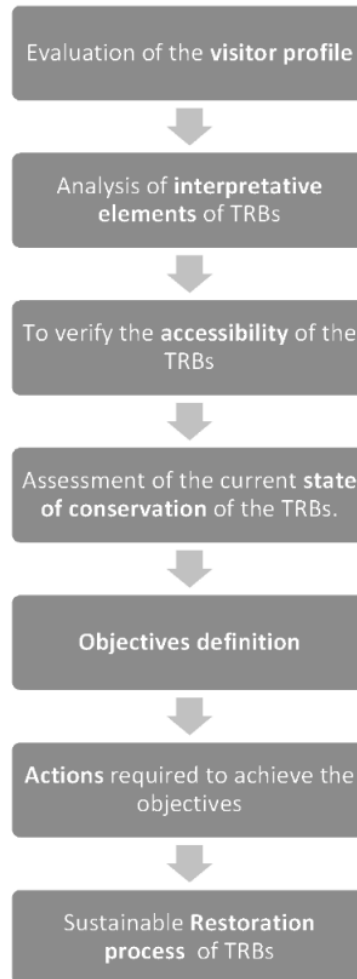 Evaluation of the visitor profile
Analysis of interpretative
elements of TRBs
To verify the accessibility of the
TRBs
Assessment of the current state
of conservation of the TRBs.
Objectives definition
Actions required to achieve the
objectives
Sustainable Restoration
process of TRBs